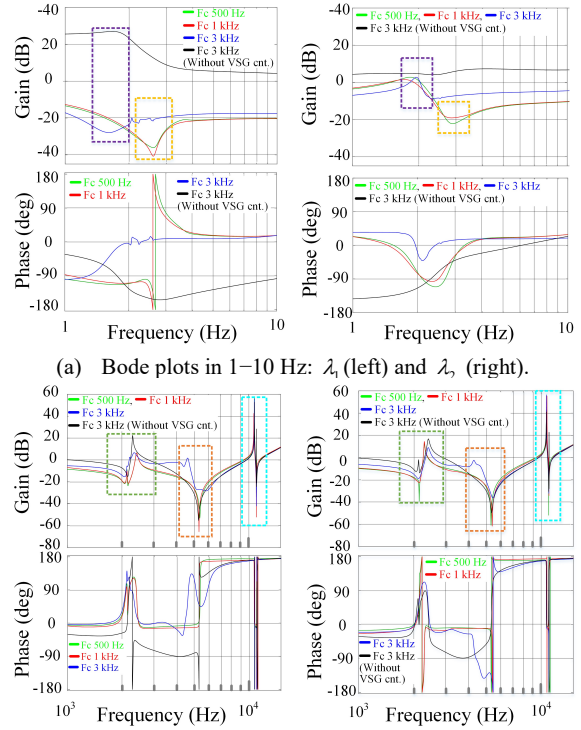 Fc 500 Hz
Fc 1 kHz
Fc 3 kHz
Fc 3 kHz
(Without VSG cnt.)
40
20
0
-20
-40
Gain (dB)
Fc 500 Hz, Fc 1 kHz, Fc 3 kHz
Fc 3 kHz (Without VSG cnt.)
40
20
0
-20
-40
Gain (dB)
180
90
0
-90
-180
Phase (deg)
Fc 500 Hz
Fc 1 kHz
Fc 3 kHz
Fc 3 kHz
(Without VSG cnt.)
1
10
Frequency (Hz)
180
90
0
-90
-180
Phase (deg)
Fc 500 Hz, Fc 1 kHz, Fc 3 kHz
Fc 3 kHz (Without VSG cnt.)
1
10
Frequency (Hz)
(a) Bode plots in 1−10 Hz: λ₁ (left) and λ₂ (right).
60
40
20
0
-20
-40
-60
-80
Gain (dB)
Fc 500 Hz, Fc 1 kHz
Fc 3 kHz
Fc 3 kHz (Without VSG cnt.)
60
40
20
0
-20
-40
-60
-80
Gain (dB)
Fc 500 Hz, Fc 1 kHz
Fc 3 kHz
Fc 3 kHz (Without VSG cnt.)
180
90
0
-90
-180
Phase (deg)
Fc 500 Hz
Fc 1 kHz
Fc 3 kHz
10³
10⁴
Frequency (Hz)
180
90
0
-90
-180
Phase (deg)
Fc 500 Hz
Fc 1 kHz
Fc 3 kHz
Fc 3 kHz
(Without
VSG cnt.)
10³
10⁴
Frequency (Hz)